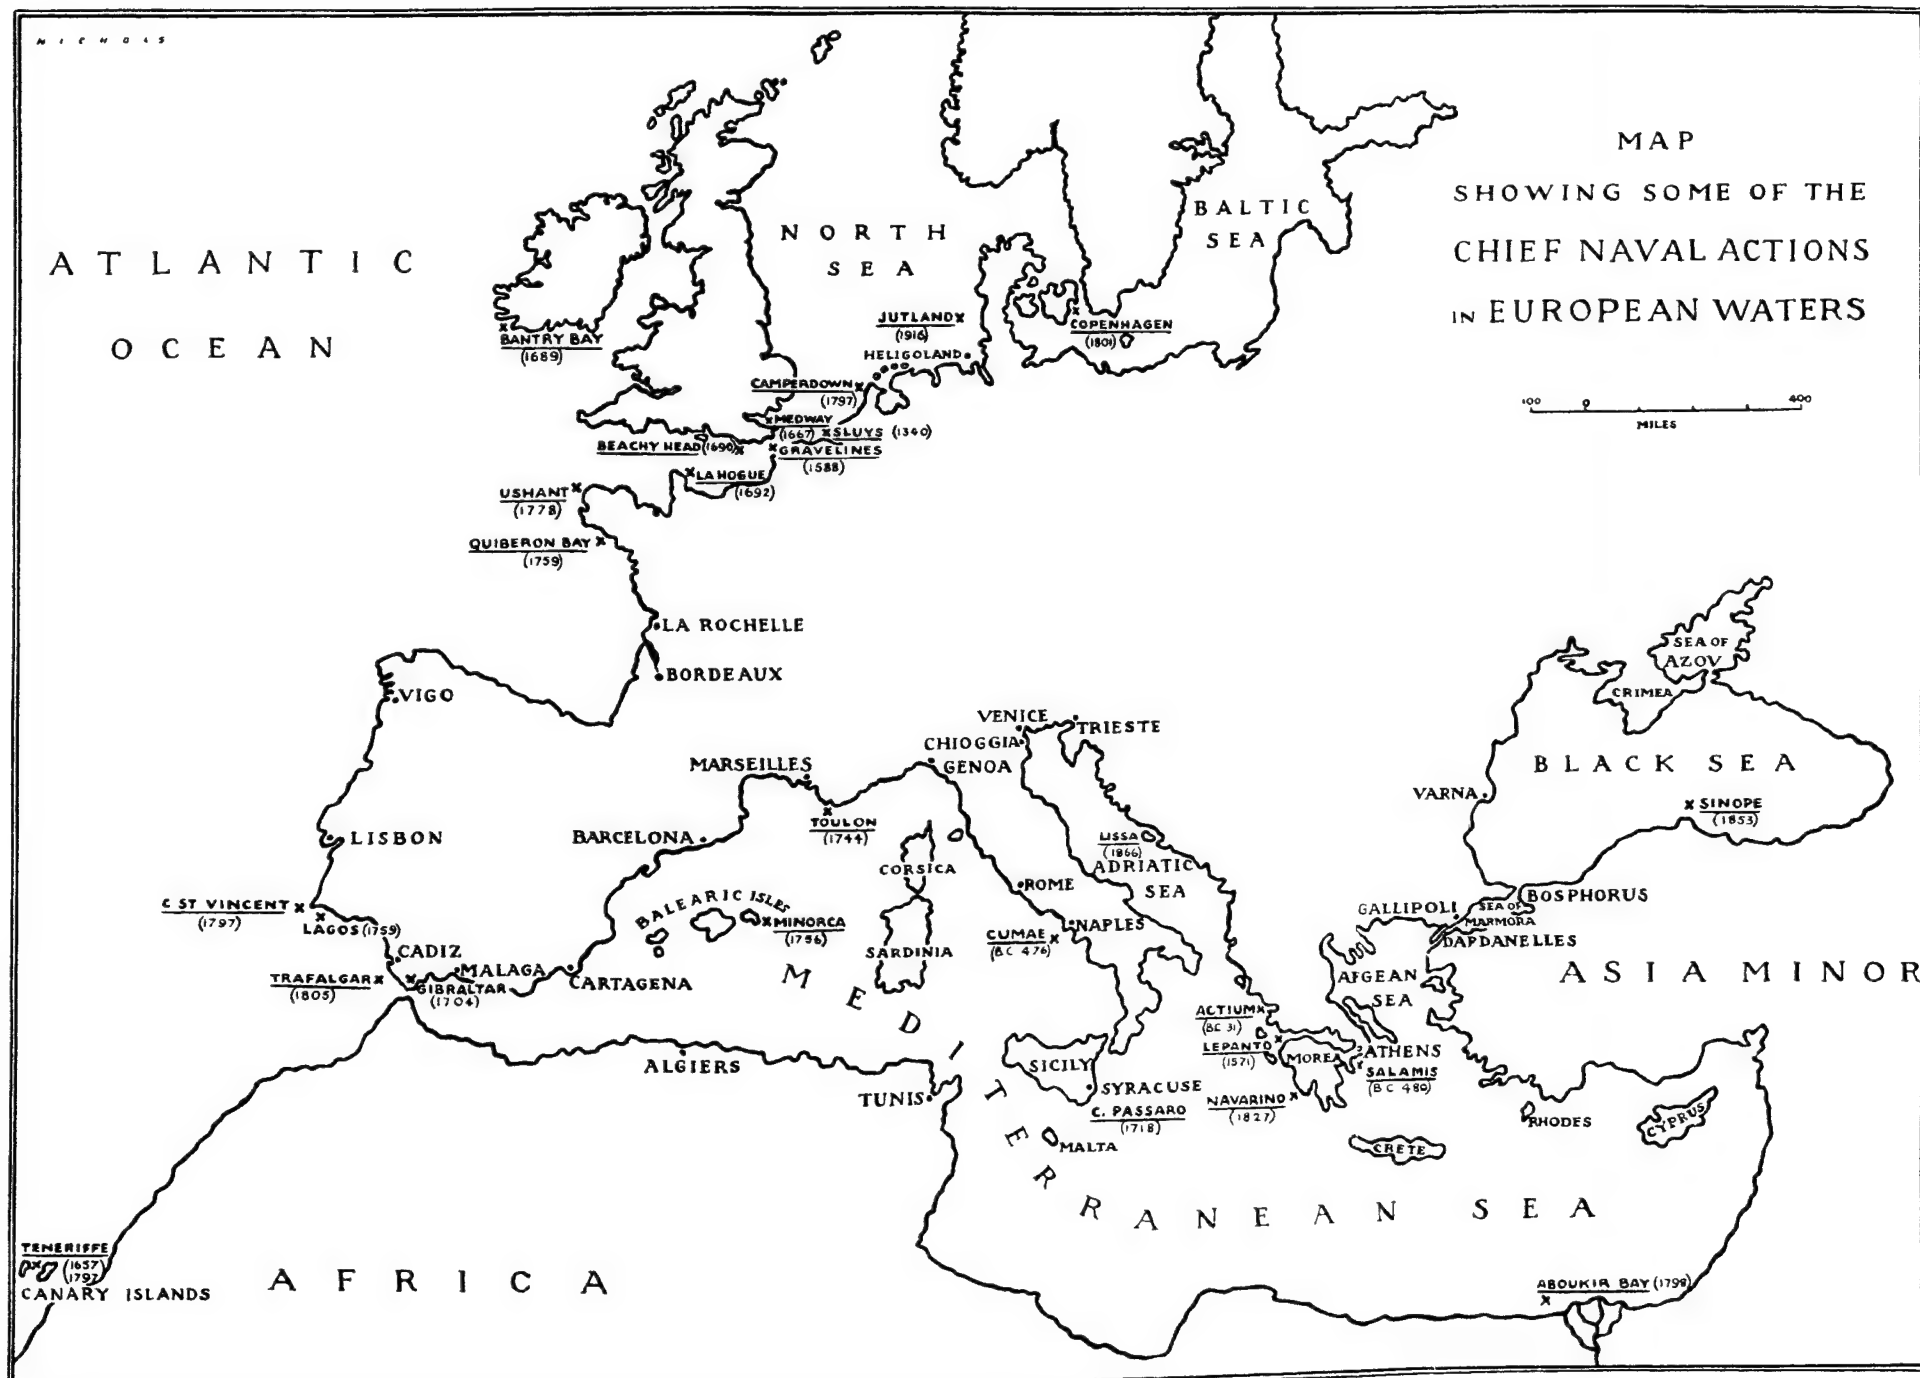 NICHOLS
MAP
SHOWING SOME OF THE
CHIEF NAVAL ACTIONS
IN EUROPEAN WATERS
100 0 400
MILES
ATLANTIC
OCEAN
NORTH
SEA
BALTIC
SEA
BANTRY BAY
(1689)
JUTLAND
(1916)
HELIGOLAND
COPENHAGEN
(1801)
CAMPERDOWN
(1797)
MEDWAY
(1667)
SLUYS (1340)
BEACHY HEAD (1690)
GRAVELINES
(1588)
LA HOGUE
(1692)
USHANT
(1778)
QUIBERON BAY
(1759)
LA ROCHELLE
BORDEAUX
VIGO
LISBON
C ST VINCENT
(1797)
LAGOS (1759)
CADIZ
TRAFALGAR
(1805)
GIBRALTAR
(1704)
MALAGA
CARTAGENA
BARCELONA
MARSEILLES
TOULON
(1744)
BALEARIC ISLES
MINORCA
(1756)
CORSICA
SARDINIA
GENOA
VENICE
CHIOGGIA
TRIESTE
LISSA
(1866)
ADRIATIC
SEA
ROME
NAPLES
CUMAE
(BC 476)
SICILY
SYRACUSE
C. PASSARO
(1718)
MALTA
ALGIERS
TUNIS
ACTIUM
(BC 31)
LEPANTO
(1571)
MOREA
NAVARINO
(1827)
ATHENS
SALAMIS
(BC 480)
CRETE
RHODES
CYPRUS
AEGEAN
SEA
GALLIPOLI
SEA OF
MARMORA
DAPDANELLES
BOSPHORUS
VARNA
BLACK SEA
SINOPE
(1853)
CRIMEA
SEA OF
AZOV
ASIA MINOR
MEDITERRANEAN SEA
ABOUKIR BAY (1798)
AFRICA
TENERIFFE
(1657)
1797
CANARY ISLANDS